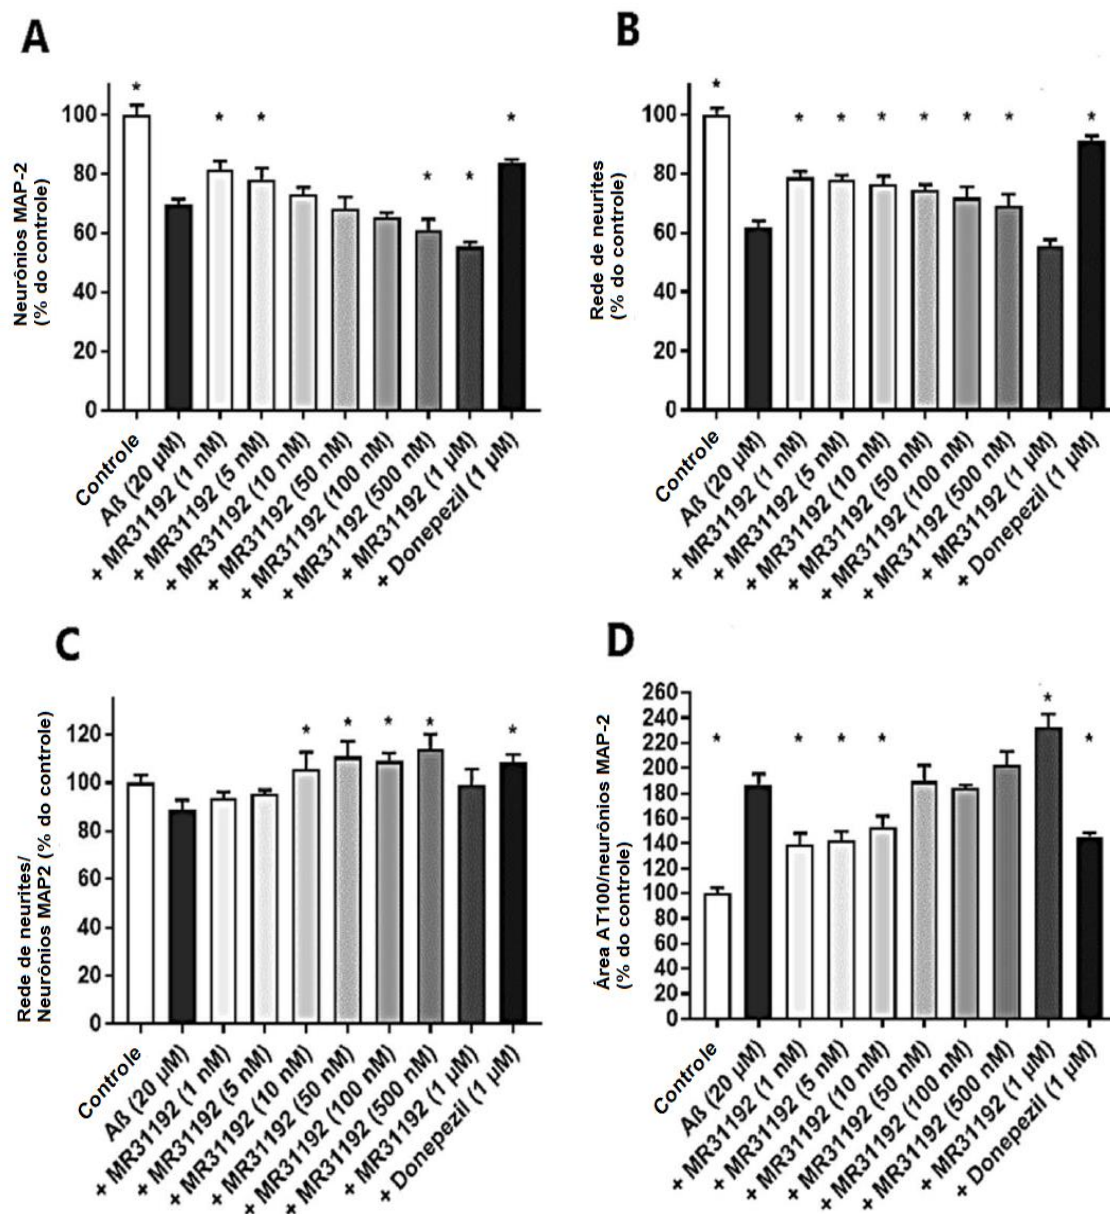 A
Neurônios MAP-2
(% do controle)
100
80
60
40
20
0
* * * * * *
Controle
Aß (20 µM)
+ MR31192 (1 nM)
+ MR31192 (5 nM)
+ MR31192 (10 nM)
+ MR31192 (50 nM)
+ MR31192 (100 nM)
+ MR31192 (500 nM)
+ MR31192 (1 µM)
+ Donepezil (1 µM)
B
Rede de neurites
(% do controle)
100
80
60
40
20
0
* * * * * * * *
Controle
Aß (20 µM)
+ MR31192 (1 nM)
+ MR31192 (5 nM)
+ MR31192 (10 nM)
+ MR31192 (50 nM)
+ MR31192 (100 nM)
+ MR31192 (500 nM)
+ MR31192 (1 µM)
+ Donepezil (1 µM)
C
Rede de neurites/
Neurônios MAP2 (% do controle)
120
100
80
60
40
20
0
* * * * *
Controle
Aß (20 µM)
+ MR31192 (1 nM)
+ MR31192 (5 nM)
+ MR31192 (10 nM)
+ MR31192 (50 nM)
+ MR31192 (100 nM)
+ MR31192 (500 nM)
+ MR31192 (1 µM)
+ Donepezil (1 µM)
D
Área AT100/neurônios MAP-2
(% do controle)
260
240
220
200
180
160
140
120
100
80
60
40
20
0
* * * * * *
Controle
Aß (20 µM)
+ MR31192 (1 nM)
+ MR31192 (5 nM)
+ MR31192 (10 nM)
+ MR31192 (50 nM)
+ MR31192 (100 nM)
+ MR31192 (500 nM)
+ MR31192 (1 µM)
+ Donepezil (1 µM)